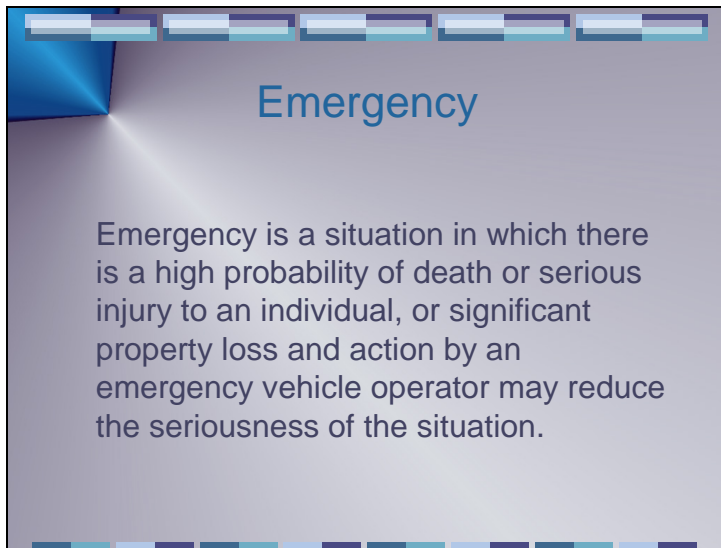 Emergency
Emergency is a situation in which there
is a high probability of death or serious
injury to an individual, or significant
property loss and action by an
emergency vehicle operator may reduce
the seriousness of the situation.